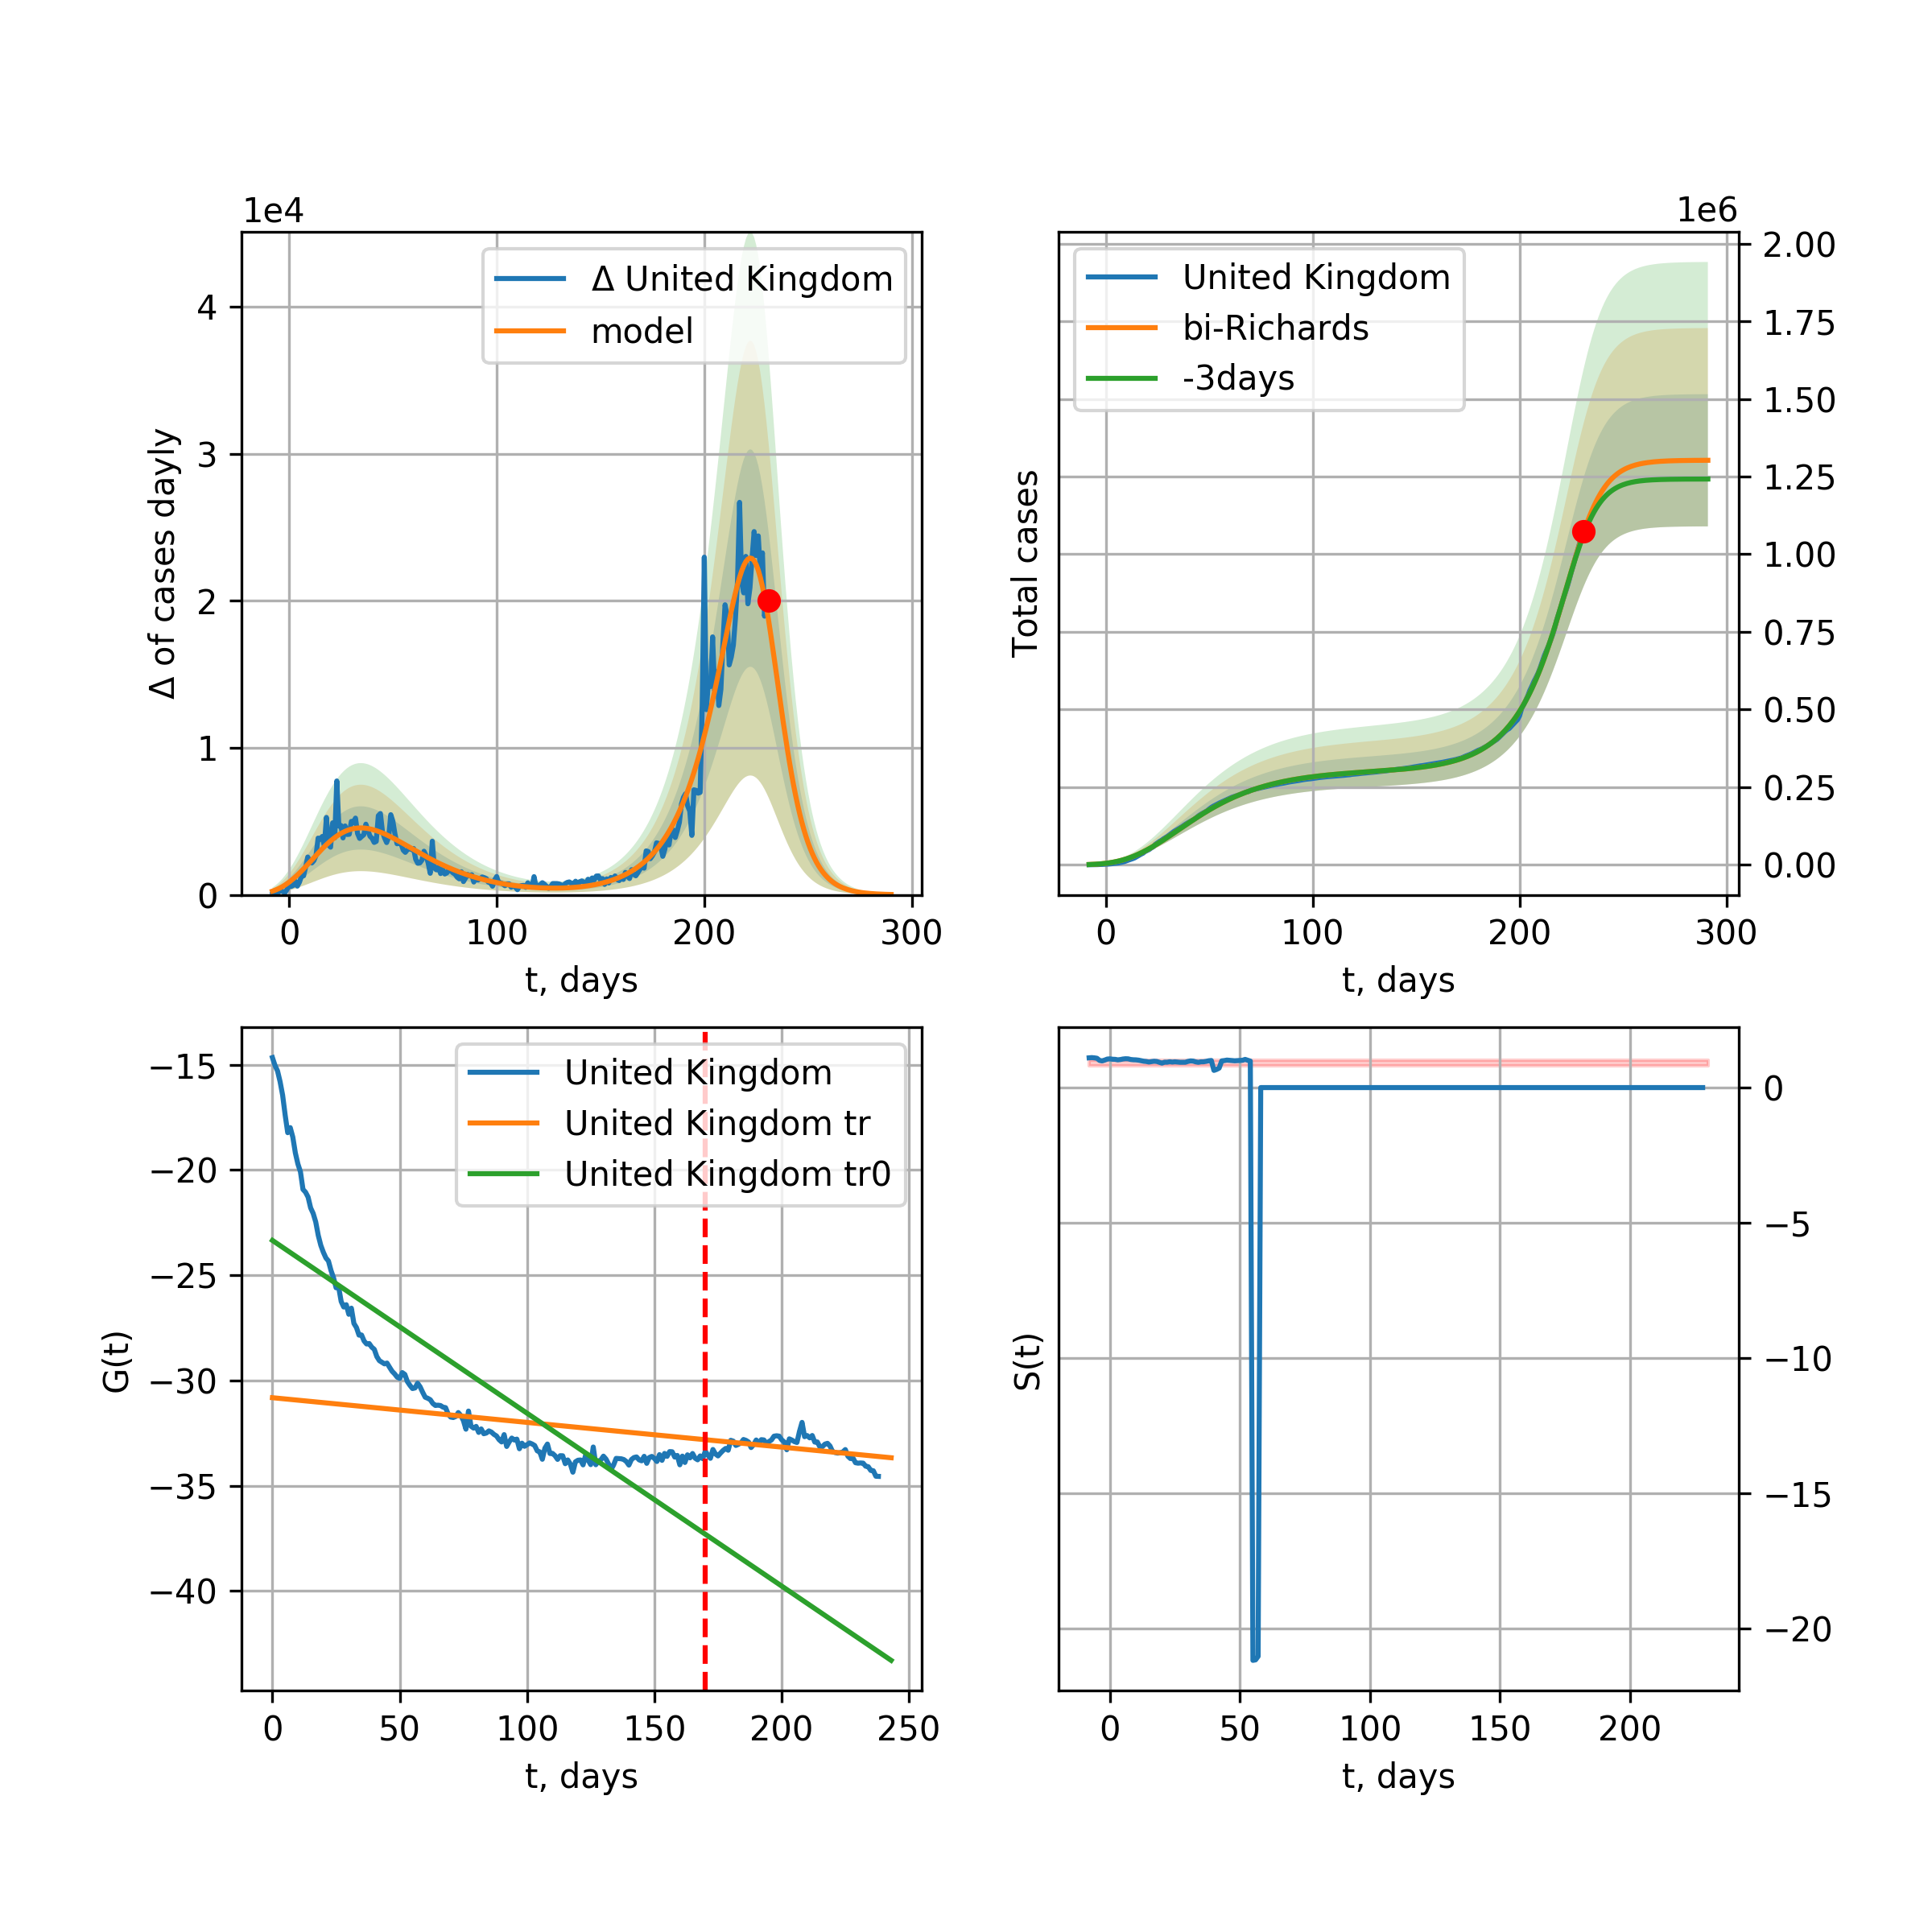 1e4
Δ United Kingdom
model
4
3
2
1
0
Δ of cases dayly
0
100
200
300
t, days
1e6
United Kingdom
bi-Richards
-3days
2.00
1.75
1.50
1.25
1.00
0.75
0.50
0.25
0.00
Total cases
0
100
200
300
t, days
United Kingdom
United Kingdom tr
United Kingdom tr0
−15
−20
−25
−30
−35
−40
G(t)
0
50
100
150
200
250
t, days
S(t)
0
−5
−10
−15
−20
0
50
100
150
200
t, days